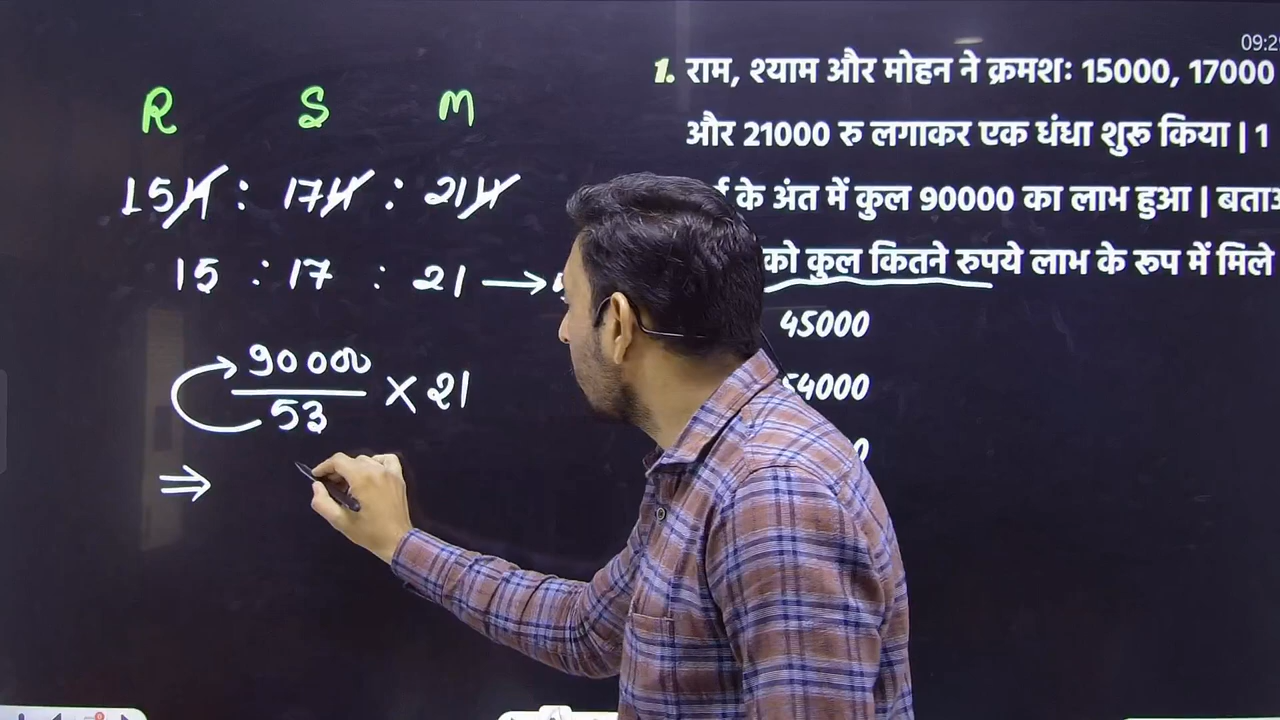 09:2
R S M
15 : 17 : 21
15 : 17 : 21 →
90000
53
× 21
⇒
1. राम, श्याम और मोहन ने क्रमशः 15000, 17000
और 21000 रु लगाकर एक धंधा शुरू किया | 1
के अंत में कुल 90000 का लाभ हुआ |
को कुल कितने रुपये लाभ के रूप में मिले
45000
54000